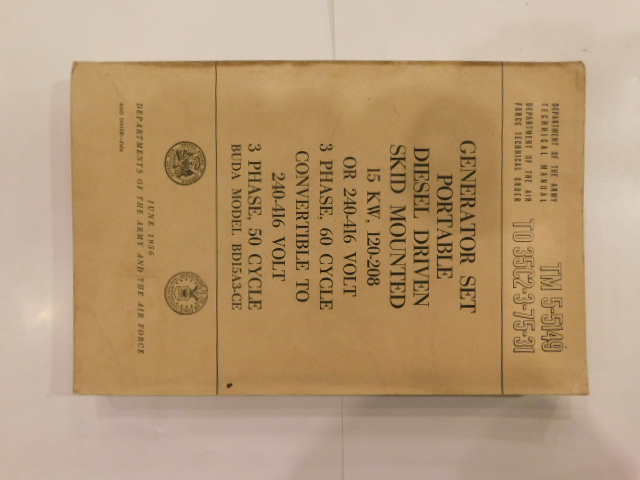 DEPARTMENT OF THE ARMY
TECHNICAL MANUAL
TM 5-5149
DEPARTMENT OF THE AIR
FORCE TECHNICAL ORDER
TO 35C2-3-75-31
GENERATOR SET
PORTABLE
DIESEL DRIVEN
SKID MOUNTED
15 KW, 120-208
OR 240-416 VOLT
3 PHASE, 60 CYCLE
CONVERTIBLE TO
240-416 VOLT
3 PHASE, 50 CYCLE
BUDA MODEL BD15A3-CE
JUNE 1956
DEPARTMENTS OF THE ARMY AND THE AIR FORCE